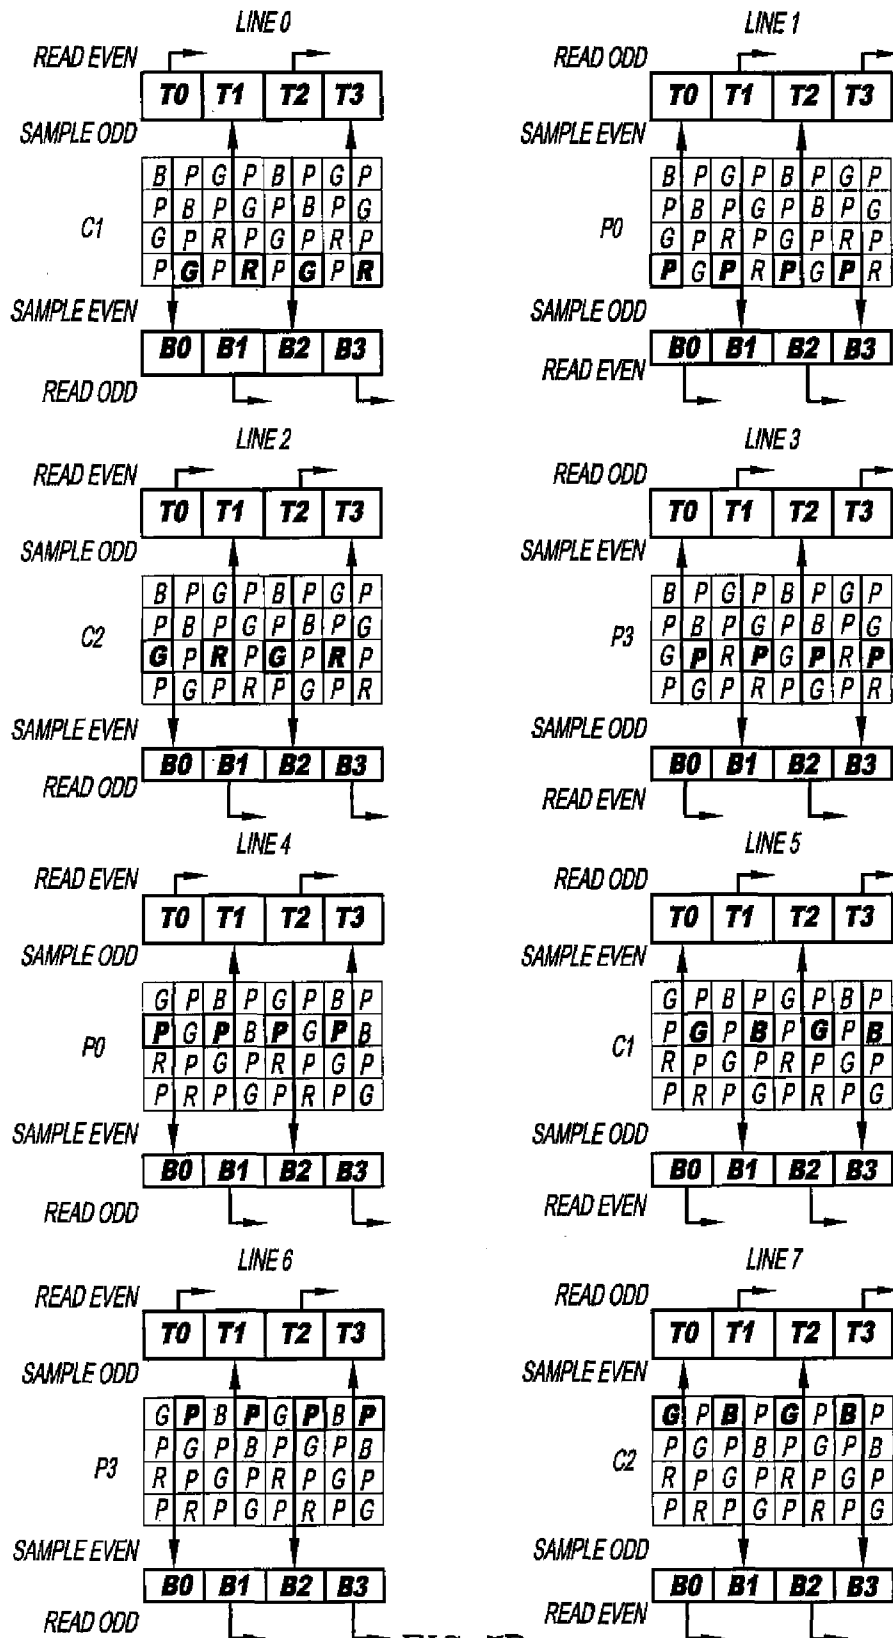 LINE 0
READ EVEN
T0 T1 T2 T3
SAMPLE ODD
B P G P B P G P
P B P G P B P G
C1
G P R P G P R P
P G P R P G P R
SAMPLE EVEN
B0 B1 B2 B3
READ ODD
LINE 1
READ ODD
T0 T1 T2 T3
SAMPLE EVEN
B P G P B P G P
P B P G P B P G
P0
G P R P G P R P
P G P R P G P R
SAMPLE ODD
B0 B1 B2 B3
READ EVEN
LINE 2
READ EVEN
T0 T1 T2 T3
SAMPLE ODD
B P G P B P G P
P B P G P B P G
C2
G P R P G P R P
P G P R P G P R
SAMPLE EVEN
B0 B1 B2 B3
READ ODD
LINE 3
READ ODD
T0 T1 T2 T3
SAMPLE EVEN
B P G P B P G P
P B P G P B P G
P3
G P R P G P R P
P G P R P G P R
SAMPLE ODD
B0 B1 B2 B3
READ EVEN
LINE 4
READ EVEN
T0 T1 T2 T3
SAMPLE ODD
G P B P G P B P
P G P B P G P B
P0
R P G P R P G P
P R P G P R P G
SAMPLE EVEN
B0 B1 B2 B3
READ ODD
LINE 5
READ ODD
T0 T1 T2 T3
SAMPLE EVEN
G P B P G P B P
P G P B P G P B
C1
R P G P R P G P
P R P G P R P G
SAMPLE ODD
B0 B1 B2 B3
READ EVEN
LINE 6
READ EVEN
T0 T1 T2 T3
SAMPLE ODD
G P B P G P B P
P G P B P G P B
P3
R P G P R P G P
P R P G P R P G
SAMPLE EVEN
B0 B1 B2 B3
READ ODD
LINE 7
READ ODD
T0 T1 T2 T3
SAMPLE EVEN
G P B P G P B P
P G P B P G P B
C2
R P G P R P G P
P R P G P R P G
SAMPLE ODD
B0 B1 B2 B3
READ EVEN